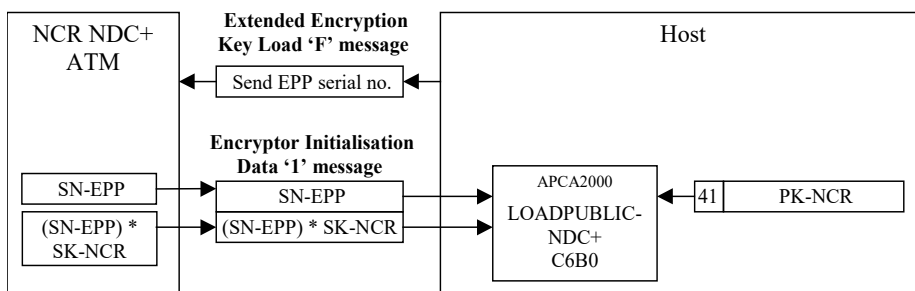 NCR NDC+
ATM
Extended Encryption
Key Load ‘F’ message
Host
Send EPP serial no.
Encryptor Initialisation
Data ‘1’ message
SN-EPP
SN-EPP
(SN-EPP) *
SK-NCR
(SN-EPP) * SK-NCR
APCA2000
LOADPUBLIC-
NDC+
C6B0
41
PK-NCR